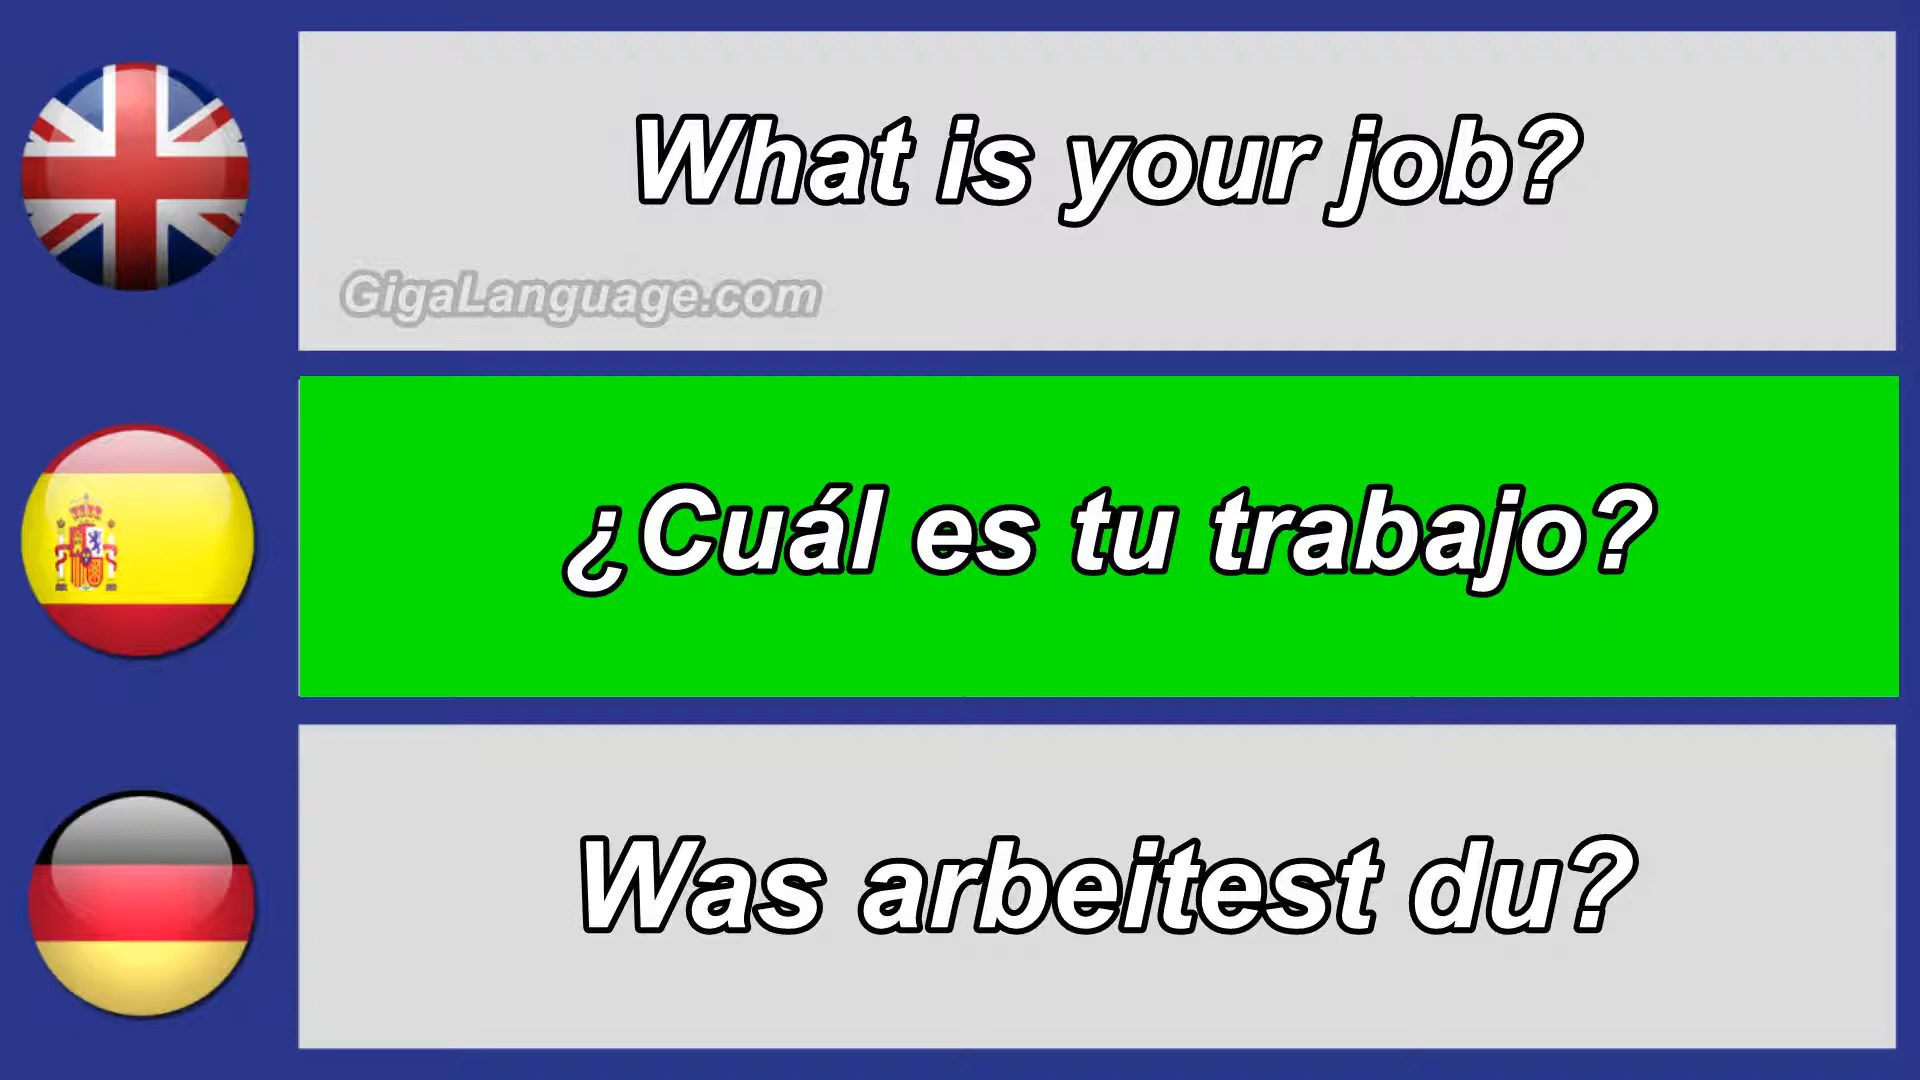 What is your job?
GigaLanguage.com
¿Cuál es tu trabajo?
Was arbeitest du?